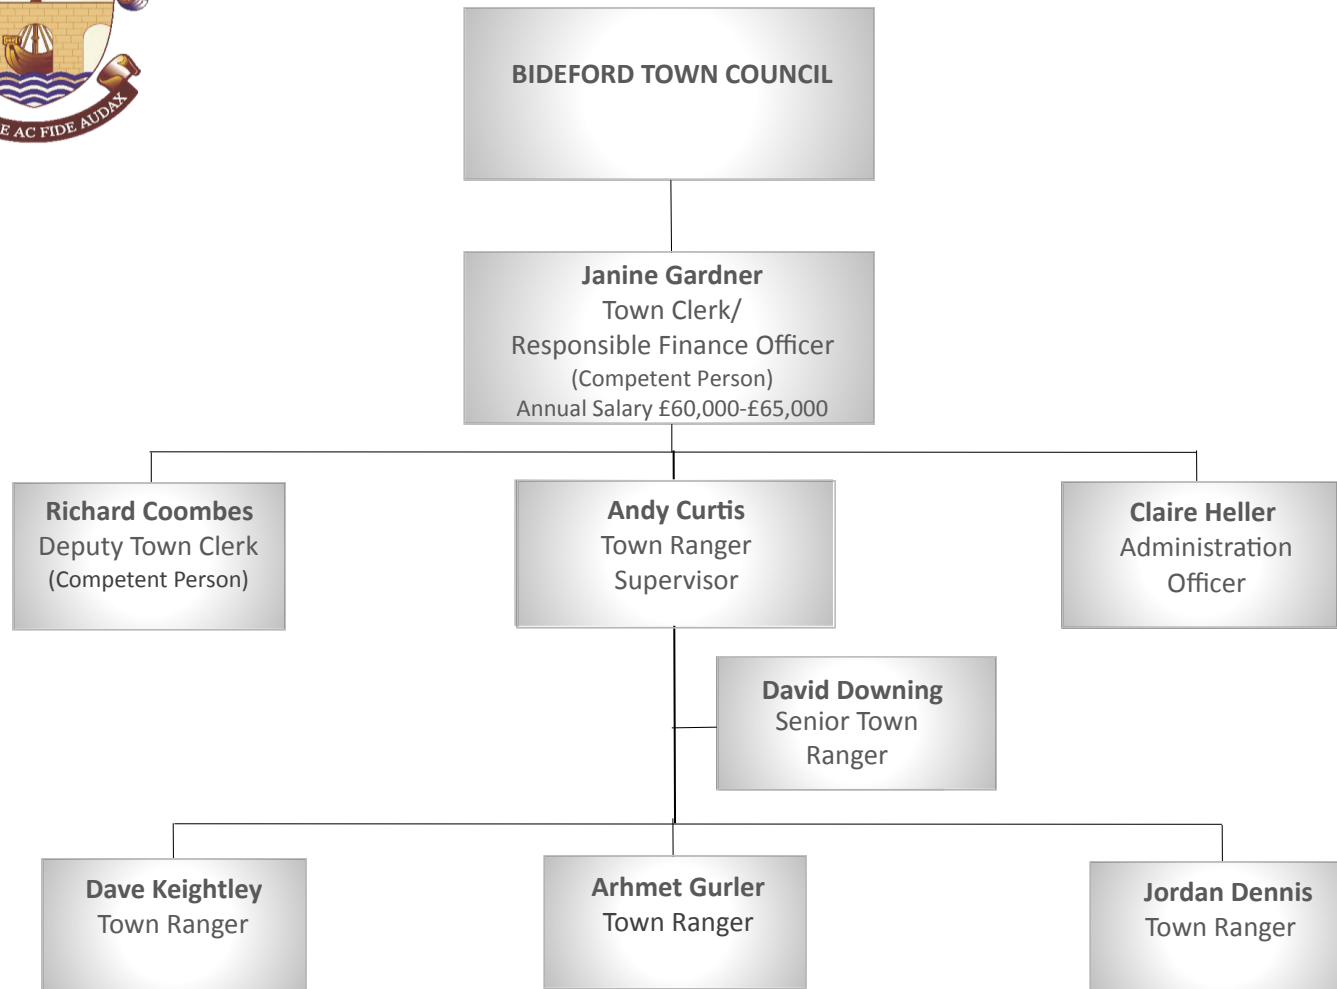 AC FIDE AUDAX
BIDEFORD TOWN COUNCIL
Janine Gardner
Town Clerk/
Responsible Finance Officer
(Competent Person)
Annual Salary £60,000-£65,000
Richard Coombes
Deputy Town Clerk
(Competent Person)
Andy Curtis
Town Ranger
Supervisor
Claire Heller
Administration
Officer
David Downing
Senior Town
Ranger
Dave Keightley
Town Ranger
Arhmet Gurler
Town Ranger
Jordan Dennis
Town Ranger